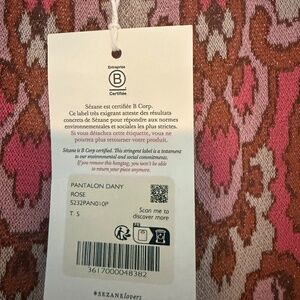 Entreprise
B
Certifiée
Sézane est certifiée B Corp.
Ce label très exigeant atteste des résultats
concrets de Sézane pour répondre aux normes
environnementales et sociales les plus strictes.
Si vous détachez cette étiquette, vous ne
pourrez plus retourner votre produit.
Sézane is B Corp certified. This stringent label is a testament
to our environmental and social commitments.
If you remove this hangtag, you won't be able
to return your piece anymore.
PANTALON DANY
ROSE
S232PAN010P
T. S
Scan me to
discover more
3617000048382
#SEZANElovers